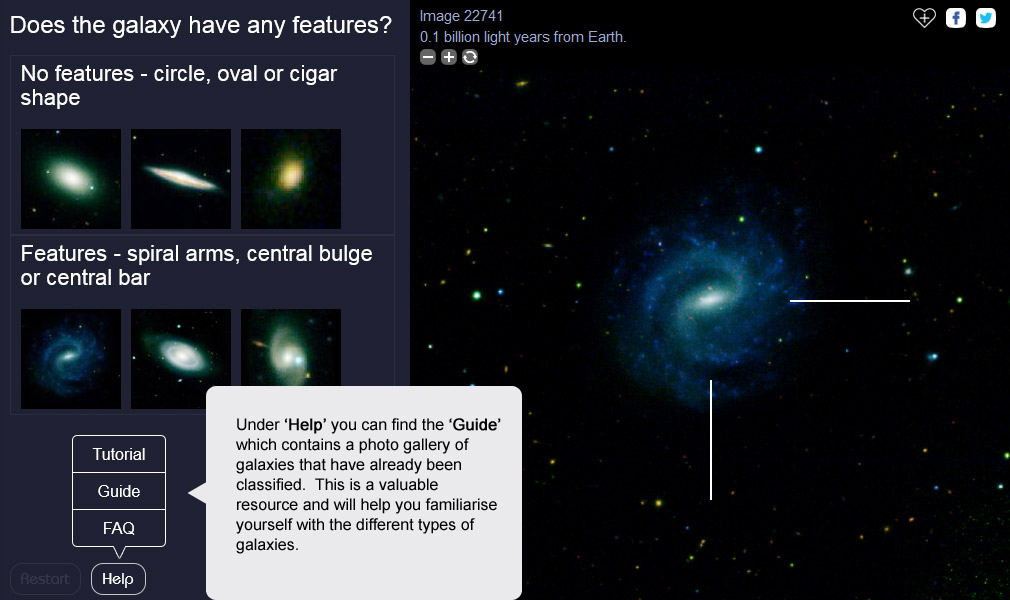 Does the galaxy have any features?
No features - circle, oval or cigar
shape
Features - spiral arms, central bulge
or central bar
Tutorial
Guide
FAQ
Restart
Help
Under ‘Help’ you can find the ‘Guide’
which contains a photo gallery of
galaxies that have already been
classified.  This is a valuable
resource and will help you familiarise
yourself with the different types of
galaxies.
Image 22741
0.1 billion light years from Earth.